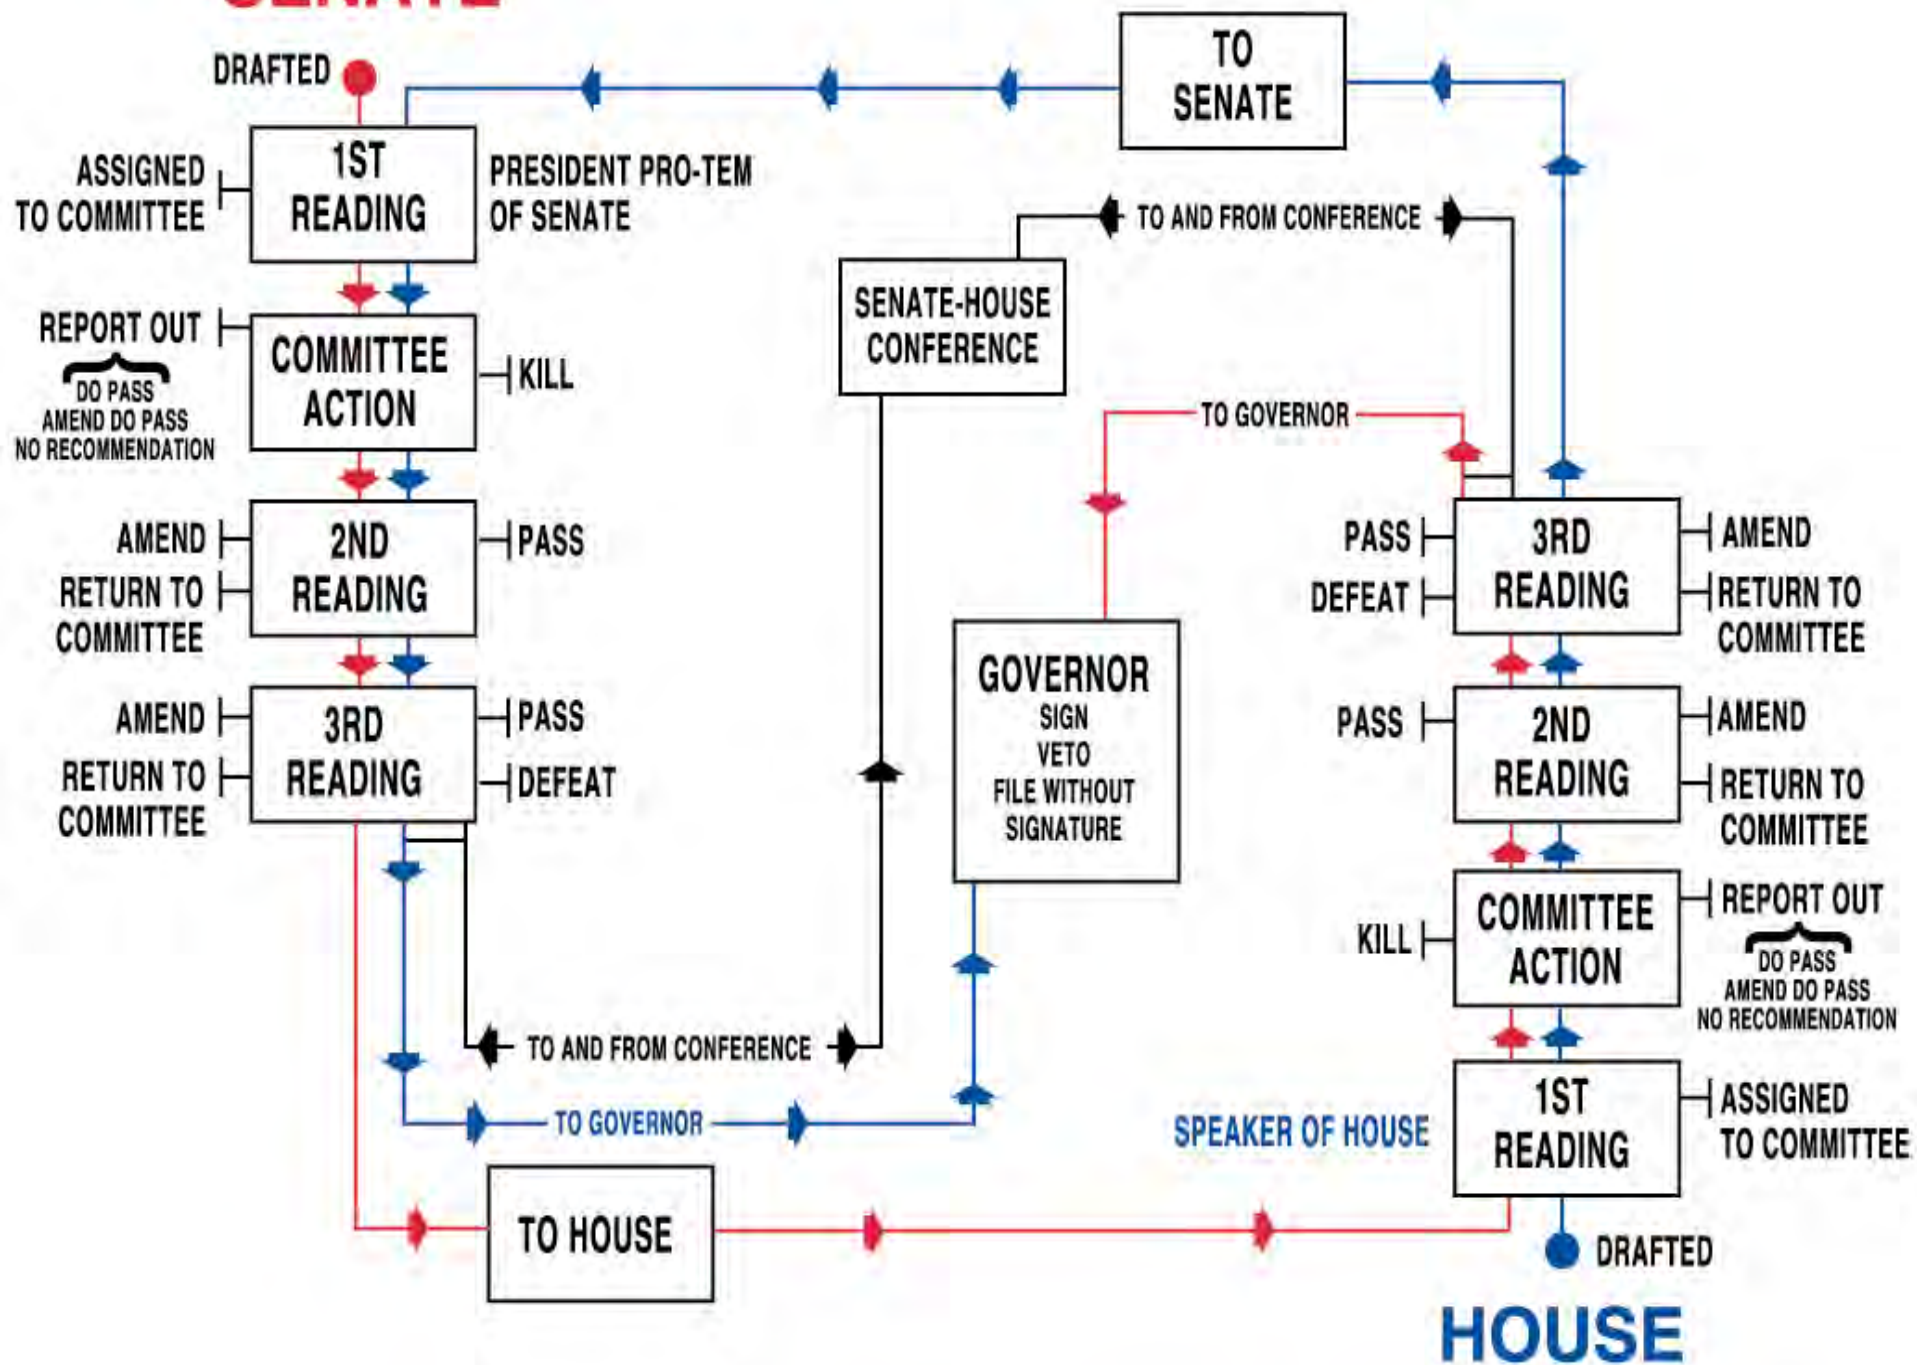 SENATE
DRAFTED
TO
SENATE
ASSIGNED
TO COMMITTEE
1ST
READING
PRESIDENT PRO-TEM
OF SENATE
TO AND FROM CONFERENCE
SENATE-HOUSE
CONFERENCE
REPORT OUT
DO PASS
AMEND DO PASS
NO RECOMMENDATION
COMMITTEE
ACTION
KILL
TO GOVERNOR
AMEND
RETURN TO
COMMITTEE
2ND
READING
PASS
PASS
DEFEAT
3RD
READING
AMEND
RETURN TO
COMMITTEE
AMEND
RETURN TO
COMMITTEE
3RD
READING
PASS
DEFEAT
GOVERNOR
SIGN
VETO
FILE WITHOUT
SIGNATURE
PASS
2ND
READING
AMEND
RETURN TO
COMMITTEE
KILL
COMMITTEE
ACTION
REPORT OUT
DO PASS
AMEND DO PASS
NO RECOMMENDATION
TO AND FROM CONFERENCE
TO GOVERNOR
SPEAKER OF HOUSE
1ST
READING
ASSIGNED
TO COMMITTEE
TO HOUSE
DRAFTED
HOUSE